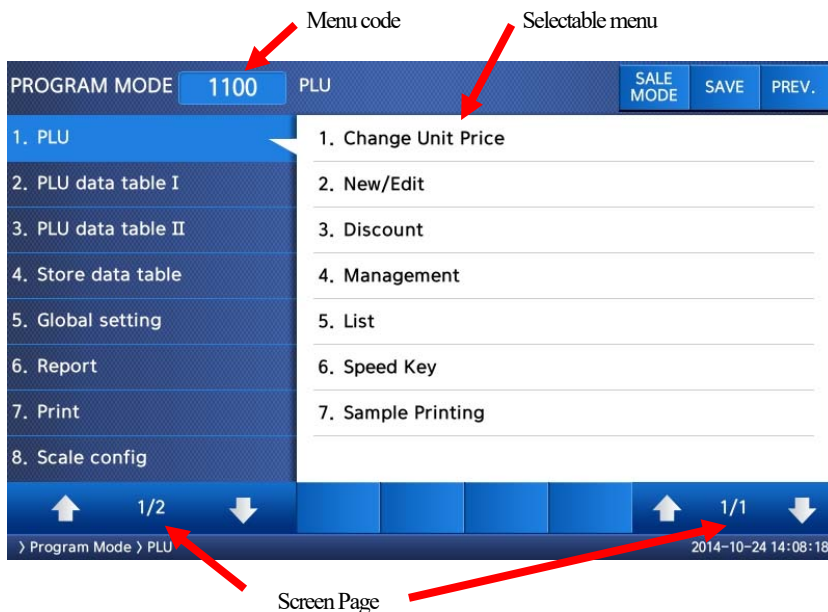 Menu code
Selectable menu
PROGRAM MODE 1100 PLU SALE MODE SAVE PREV.
1. PLU
2. PLU data table I
3. PLU data table II
4. Store data table
5. Global setting
6. Report
7. Print
8. Scale config
1. Change Unit Price
2. New/Edit
3. Discount
4. Management
5. List
6. Speed Key
7. Sample Printing
1/2
1/1
> Program Mode > PLU
2014-10-24 14:08:18
Screen Page